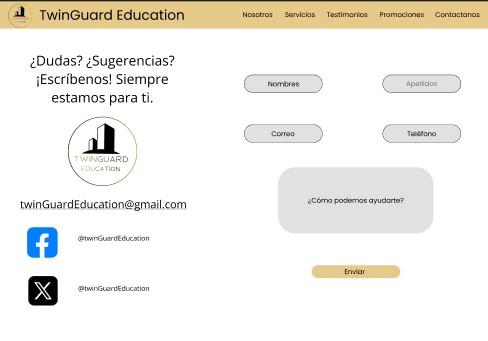 TwinGuard Education
Nosotros Servicios Testimonios Promociones Contactanos
¿Dudas? ¿Sugerencias?
¡Escríbenos! Siempre
estamos para ti.
TWINGUARD
EDUCATION
twinGuardEducation@gmail.com
@twinGuardEducation
@twinGuardEducation
Nombres
Apellidos
Correo
Teléfono
¿Cómo podemos ayudarte?
Enviar